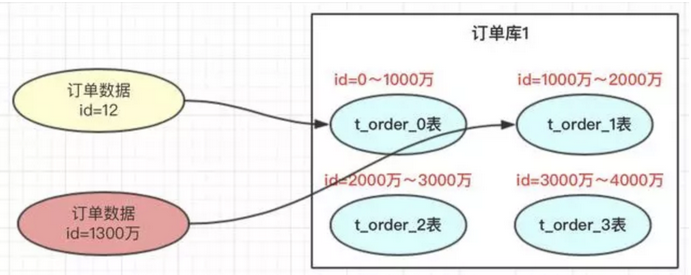 订单库1
订单数据
id=12
id=0～1000万
id=1000万～2000万
t_order_0表
t_order_1表
订单数据
id=1300万
id=2000万～3000万
id=3000万～4000万
t_order_2表
t_order_3表